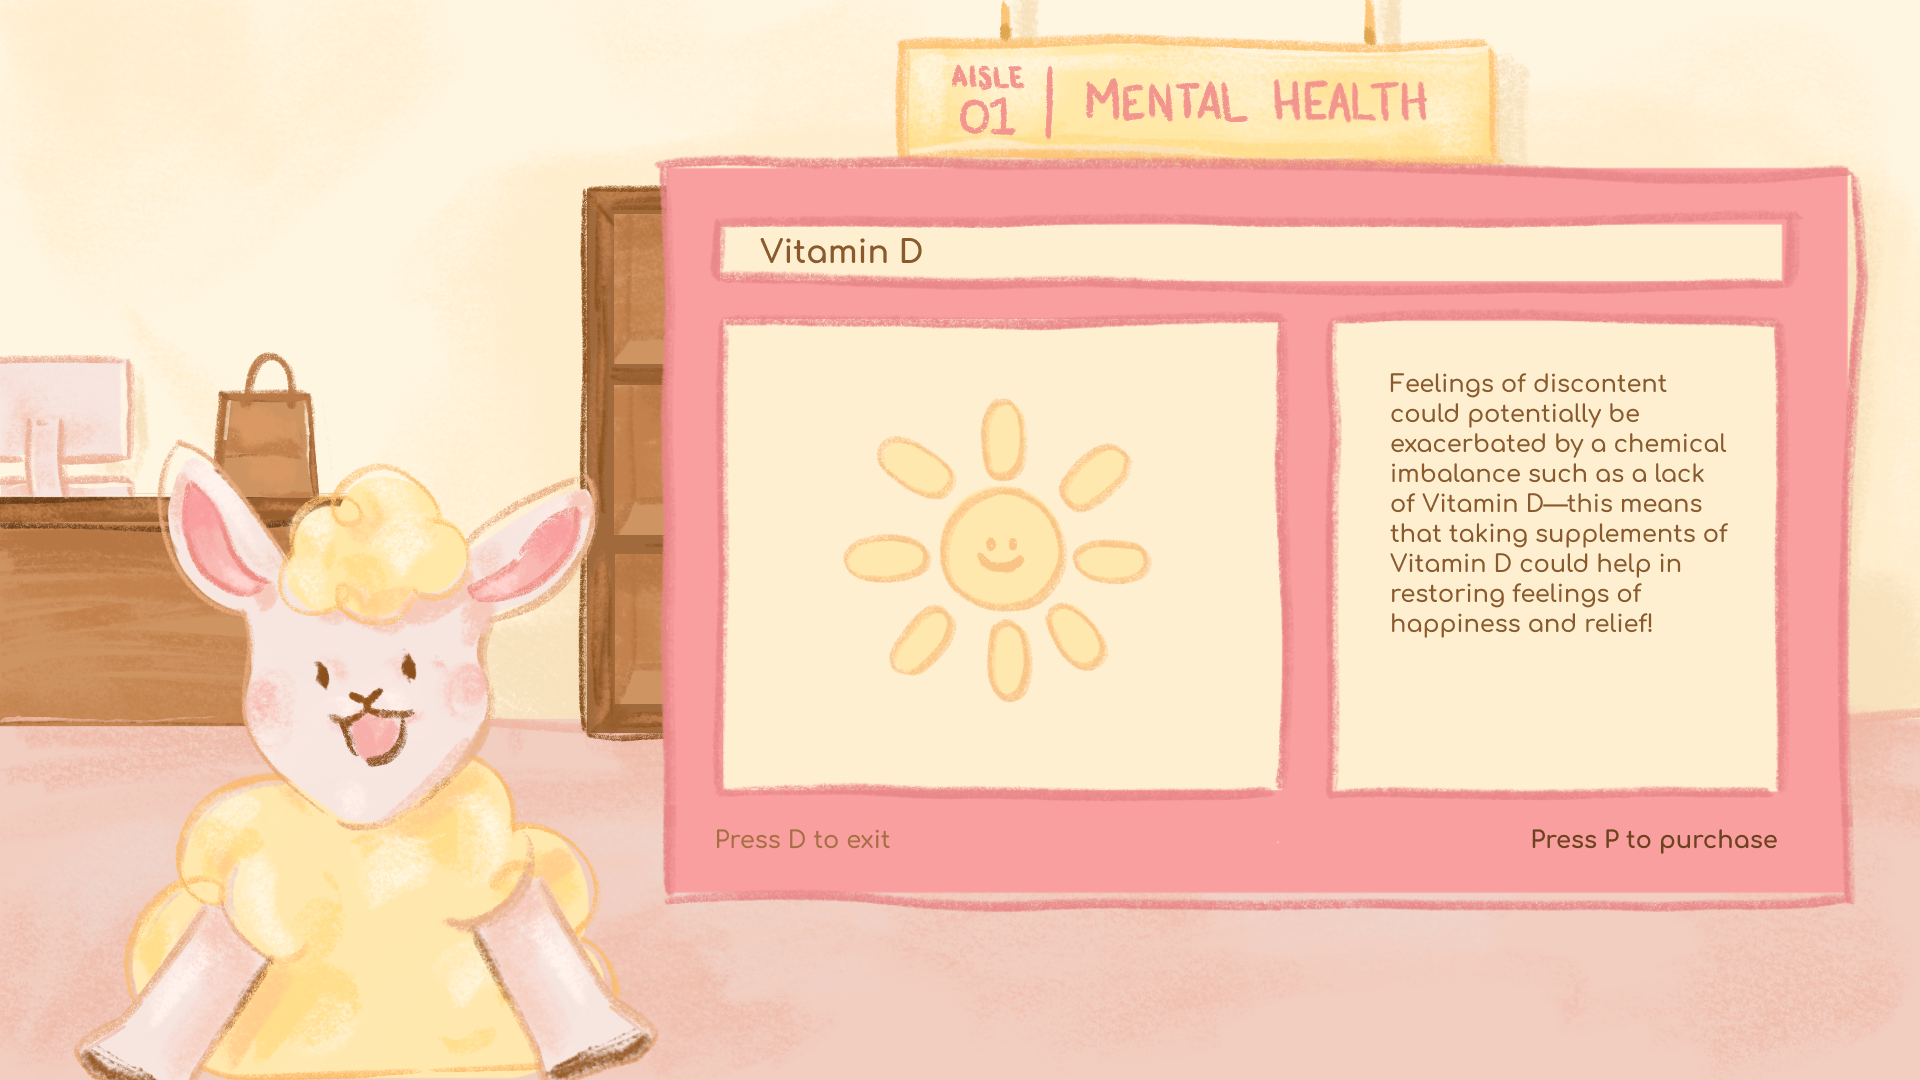 AISLE
01
MENTAL HEALTH
Vitamin D
Feelings of discontent
could potentially be
exacerbated by a chemical
imbalance such as a lack
of Vitamin D—this means
that taking supplements of
Vitamin D could help in
restoring feelings of
happiness and relief!
Press D to exit
Press P to purchase